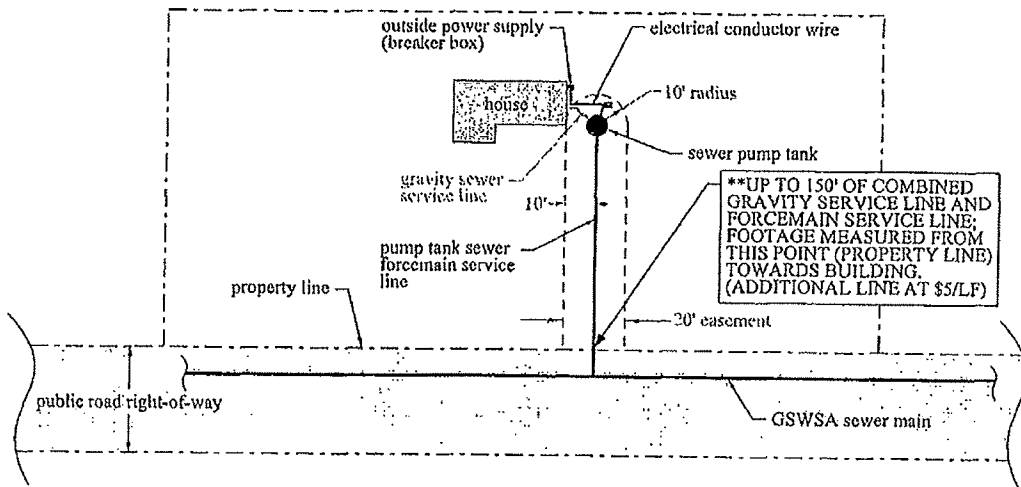 outside power supply
(breaker box)
electrical conductor wire
house
10' radius
sewer pump tank
gravity sewer
service line
10'
**UP TO 150' OF COMBINED
GRAVITY SERVICE LINE AND
FORCEMAIN SERVICE LINE;
FOOTAGE MEASURED FROM
THIS POINT (PROPERTY LINE)
TOWARDS BUILDING.
(ADDITIONAL LINE AT $5/LF)
pump tank sewer
forcemain service
line
property line
20' easement
public road right-of-way
GSWSA sewer main